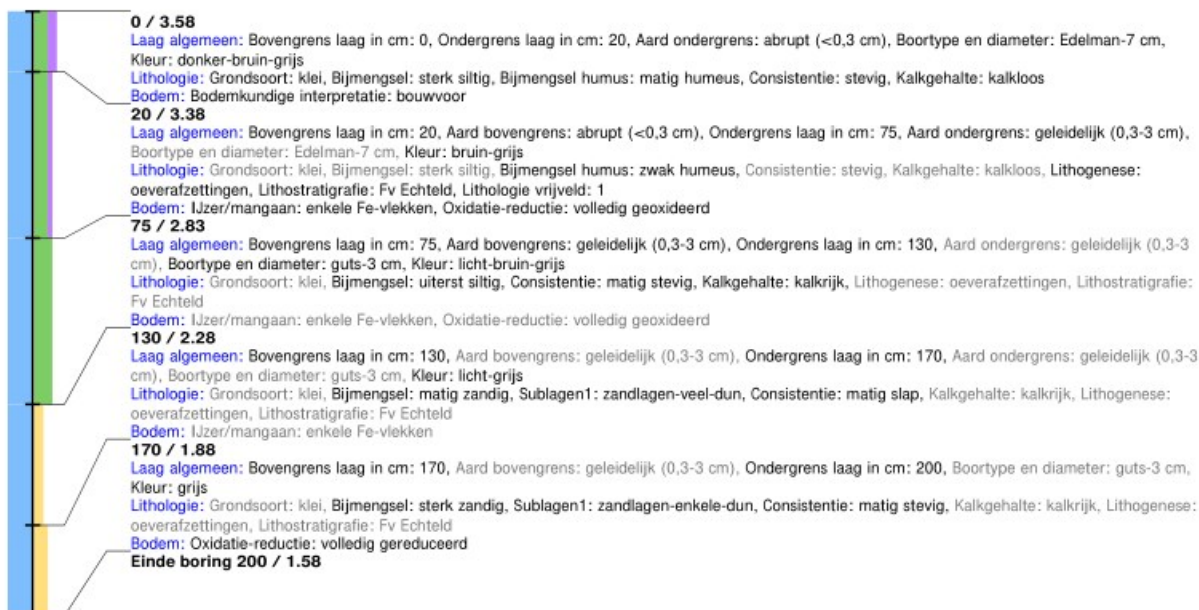 0 / 3.58
Laag algemeen: Bovengrens laag in cm: 0, Ondergrens laag in cm: 20, Aard ondergrens: abrupt (<0,3 cm), Boortype en diameter: Edelman-7 cm,
Kleur: donker-bruin-grijs
Lithologie: Grondsoort: klei, Bijmengsel: sterk siltig, Bijmengsel humus: matig humeus, Consistentie: stevig, Kalkgehalte: kalkloos
Bodem: Bodemkundige interpretatie: bouwvoor
20 / 3.38
Laag algemeen: Bovengrens laag in cm: 20, Aard bovengrens: abrupt (<0,3 cm), Ondergrens laag in cm: 75, Aard ondergrens: geleidelijk (0,3-3 cm),
Boortype en diameter: Edelman-7 cm, Kleur: bruin-grijs
Lithologie: Grondsoort: klei, Bijmengsel: sterk siltig, Bijmengsel humus: zwak humeus, Consistentie: stevig, Kalkgehalte: kalkloos, Lithogenese:
oeverafzettingen, Lithostratigrafie: Fv Echteld, Lithologie vrijveld: 1
Bodem: IJzer/mangaan: enkele Fe-vlekken, Oxidatie-reductie: volledig geoxideerd
75 / 2.83
Laag algemeen: Bovengrens laag in cm: 75, Aard bovengrens: geleidelijk (0,3-3 cm), Ondergrens laag in cm: 130, Aard ondergrens: geleidelijk (0,3-3
cm), Boortype en diameter: guts-3 cm, Kleur: licht-bruin-grijs
Lithologie: Grondsoort: klei, Bijmengsel: uiterst siltig, Consistentie: matig stevig, Kalkgehalte: kalkrijk, Lithogenese: oeverafzettingen, Lithostratigrafie:
Fv Echteld
Bodem: IJzer/mangaan: enkele Fe-vlekken, Oxidatie-reductie: volledig geoxideerd
130 / 2.28
Laag algemeen: Bovengrens laag in cm: 130, Aard bovengrens: geleidelijk (0,3-3 cm), Ondergrens laag in cm: 170, Aard ondergrens: geleidelijk (0,3-3
cm), Boortype en diameter: guts-3 cm, Kleur: licht-grijs
Lithologie: Grondsoort: klei, Bijmengsel: matig zandig, Sublagen1: zandlagen-veel-dun, Consistentie: matig slap, Kalkgehalte: kalkrijk, Lithogenese:
oeverafzettingen, Lithostratigrafie: Fv Echteld
Bodem: IJzer/mangaan: enkele Fe-vlekken
170 / 1.88
Laag algemeen: Bovengrens laag in cm: 170, Aard bovengrens: geleidelijk (0,3-3 cm), Ondergrens laag in cm: 200, Boortype en diameter: guts-3 cm,
Kleur: grijs
Lithologie: Grondsoort: klei, Bijmengsel: sterk zandig, Sublagen1: zandlagen-enkele-dun, Consistentie: matig stevig, Kalkgehalte: kalkrijk, Lithogenese:
oeverafzettingen, Lithostratigrafie: Fv Echteld
Bodem: Oxidatie-reductie: volledig gereduceerd
Einde boring 200 / 1.58